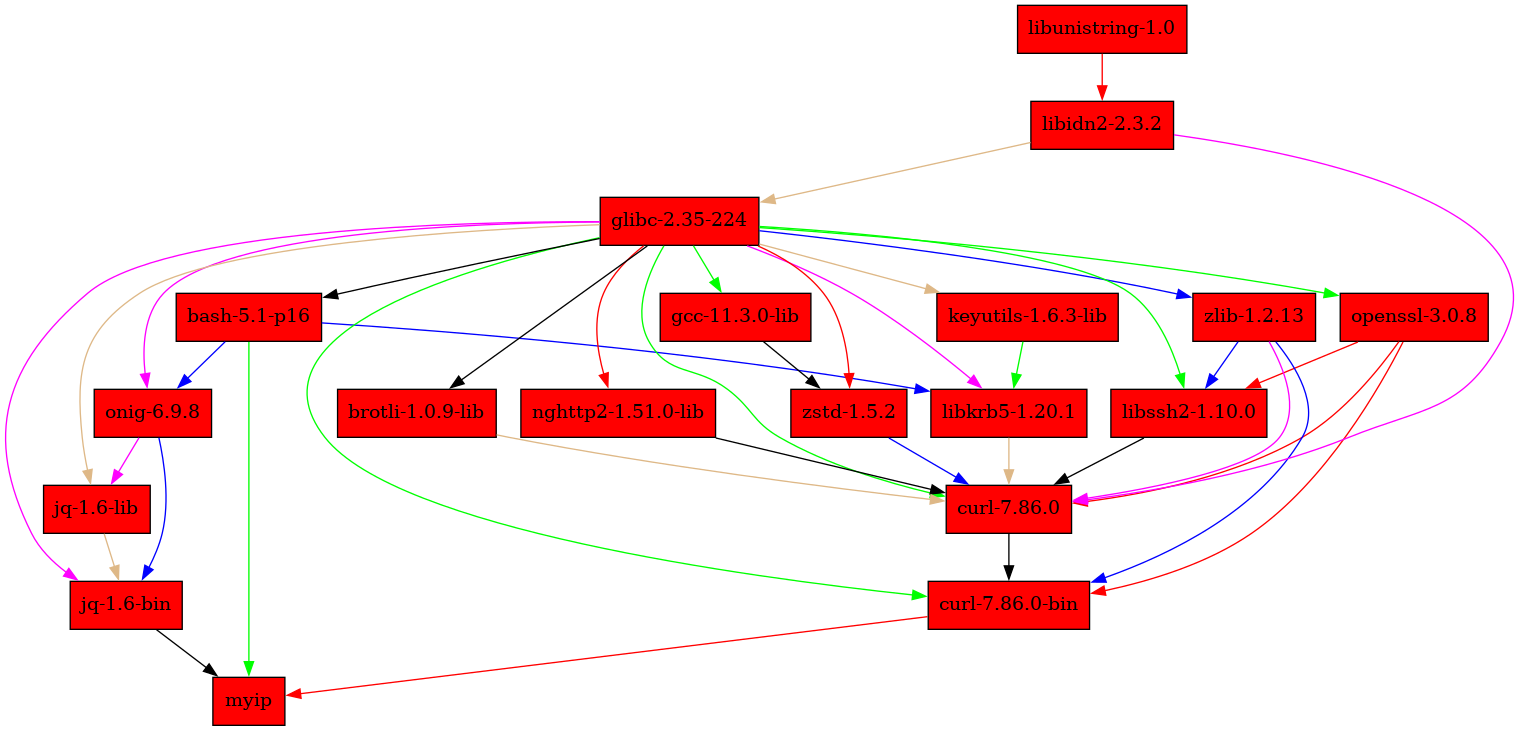 libunistring-1.0
libidn2-2.3.2
glibc-2.35-224
bash-5.1-p16
gcc-11.3.0-lib
keyutils-1.6.3-lib
zlib-1.2.13
openssl-3.0.8
onig-6.9.8
brotli-1.0.9-lib
nghttp2-1.51.0-lib
zstd-1.5.2
libkrb5-1.20.1
libssh2-1.10.0
jq-1.6-lib
curl-7.86.0
jq-1.6-bin
curl-7.86.0-bin
myip